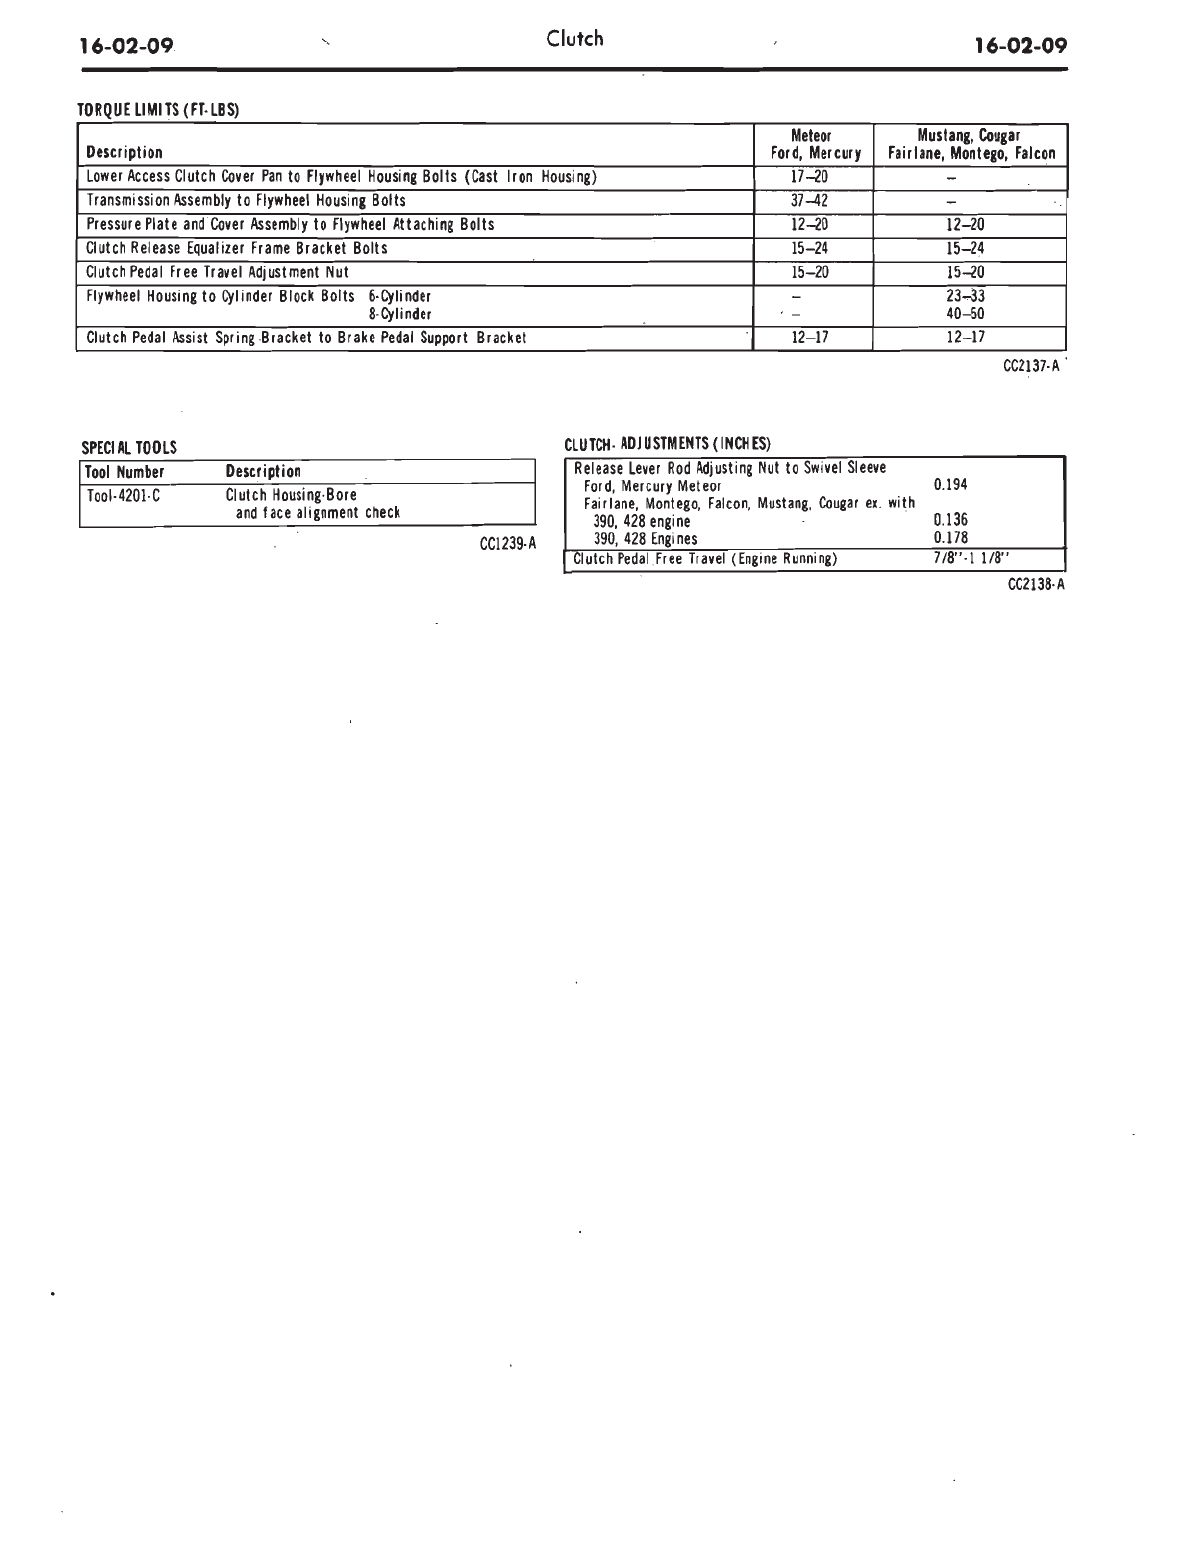 16-02-09 Clutch 16-02-09
TORQUE LIMITS (FT-LBS)
Description Meteor Ford, Mercury Mustang, Cougar Fairlane, Montego, Falcon
Lower Access Clutch Cover Pan to Flywheel Housing Bolts (Cast Iron Housing) 17–20 –
Transmission Assembly to Flywheel Housing Bolts 37–42 –
Pressure Plate and Cover Assembly to Flywheel Attaching Bolts 12–20 12–20
Clutch Release Equalizer Frame Bracket Bolts 15–24 15–24
Clutch Pedal Free Travel Adjustment Nut 15–20 15–20
Flywheel Housing to Cylinder Block Bolts 6-Cylinder – 23–33
8-Cylinder – 40–50
Clutch Pedal Assist Spring Bracket to Brake Pedal Support Bracket 12–17 12–17
CC2137-A
SPECIAL TOOLS
Tool Number Description
Tool-4201-C Clutch Housing-Bore
and face alignment check
CC1239-A
CLUTCH- ADJUSTMENTS (INCHES)
Release Lever Rod Adjusting Nut to Swivel Sleeve
Ford, Mercury Meteor 0.194
Fairlane, Montego, Falcon, Mustang, Cougar ex. with
390, 428 engine 0.136
390, 428 Engines 0.178
Clutch Pedal Free Travel (Engine Running) 7/8"-1 1/8"
CC2138-A